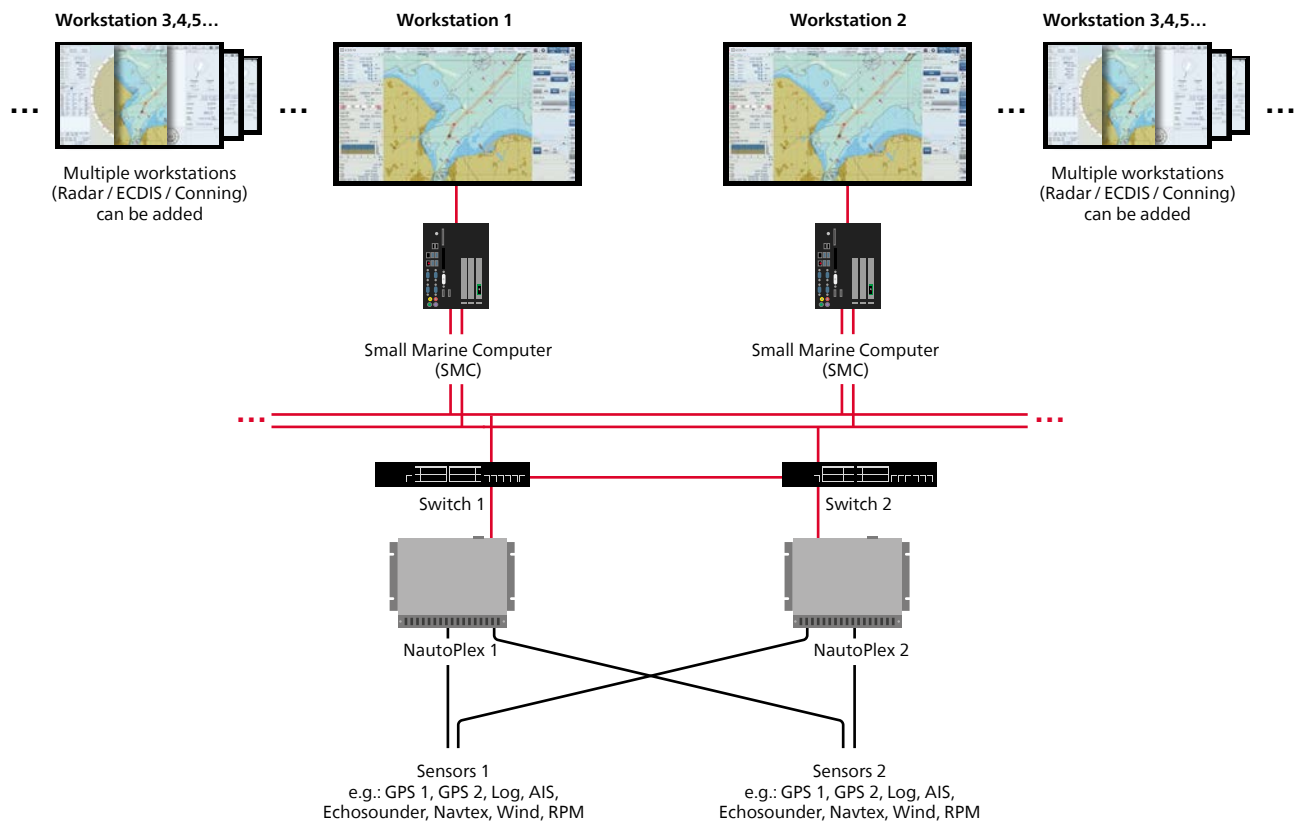 Workstation 3,4,5...
Workstation 1
Workstation 2
Workstation 3,4,5...
...
...
...
...
Multiple workstations
(Radar / ECDIS / Conning)
can be added
Multiple workstations
(Radar / ECDIS / Conning)
can be added
Small Marine Computer
(SMC)
Small Marine Computer
(SMC)
...
...
Switch 1
Switch 2
NautoPlex 1
NautoPlex 2
Sensors 1
e.g.: GPS 1, GPS 2, Log, AIS,
Echosounder, Navtex, Wind, RPM
Sensors 2
e.g.: GPS 1, GPS 2, Log, AIS,
Echosounder, Navtex, Wind, RPM